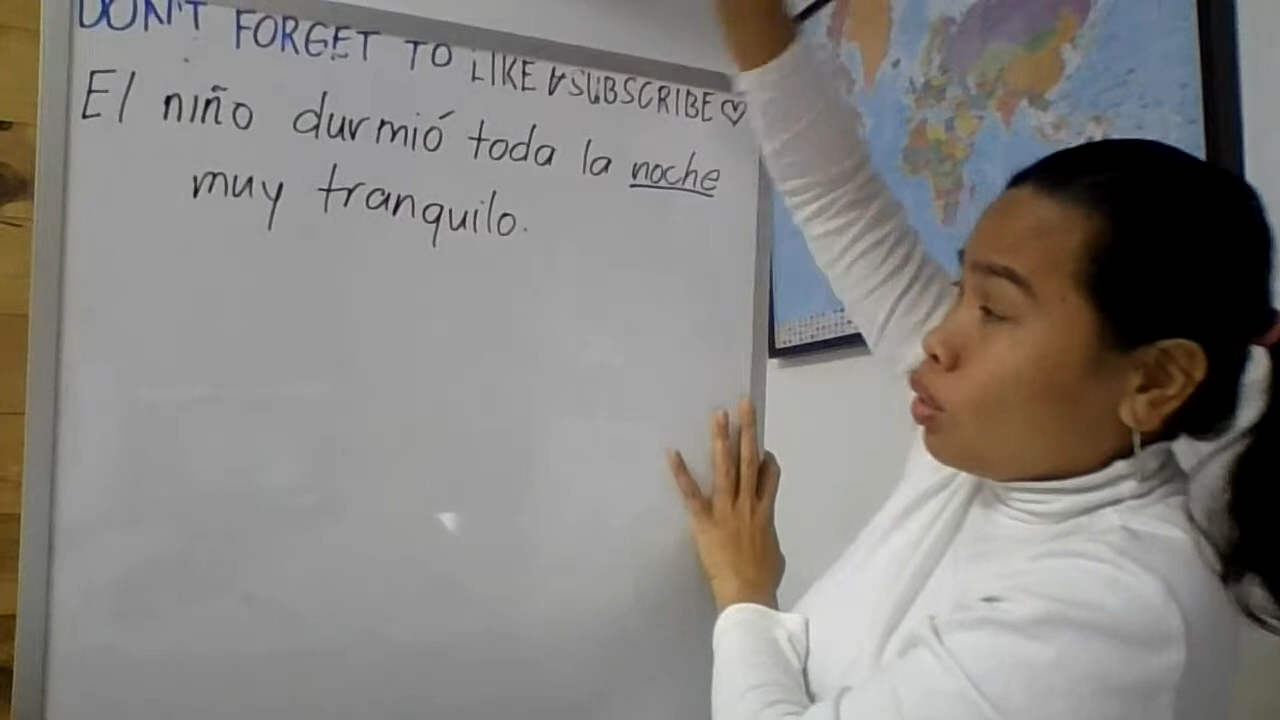 DON'T FORGET TO LIKE & SUBSCRIBE ♡
El niño durmió toda la noche
muy tranquilo.